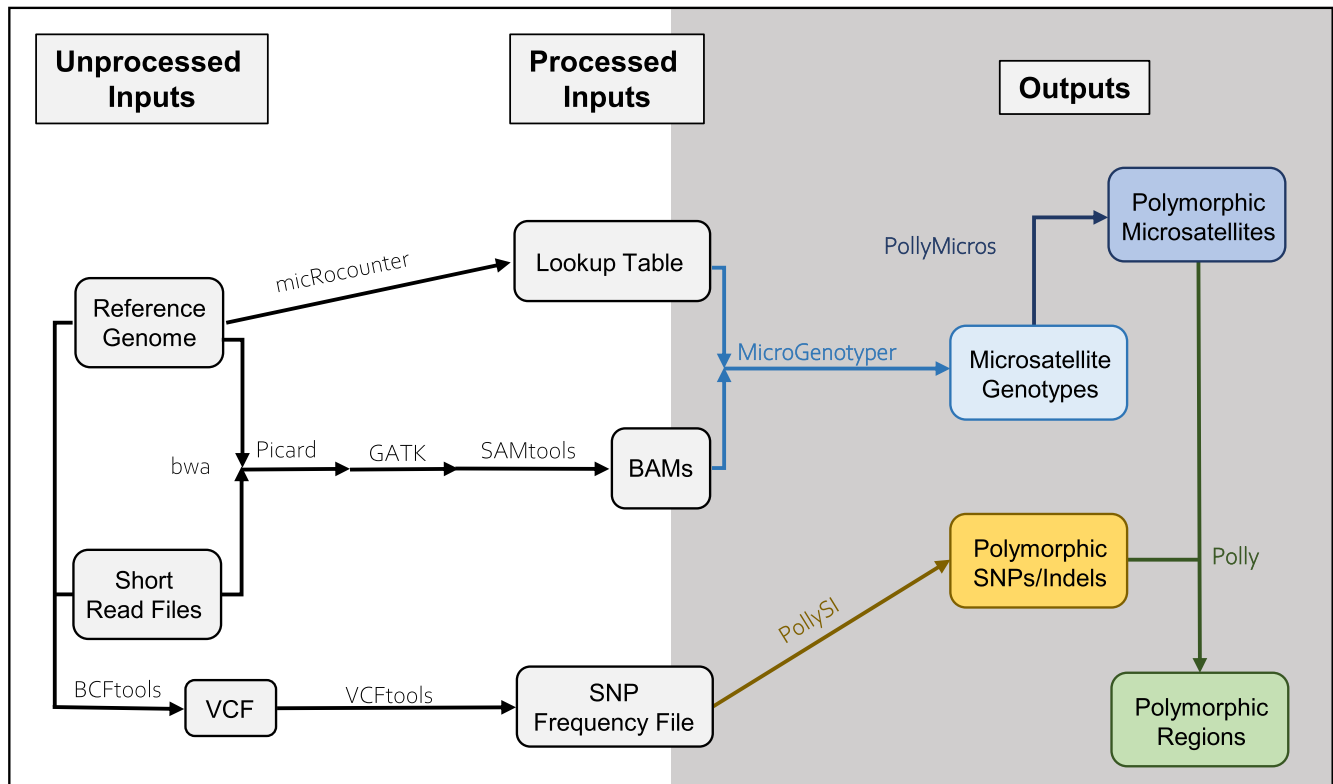 Unprocessed
Inputs
Processed
Inputs
Outputs
Polymorphic
Microsatellites
PollyMicros
micRocounter
Lookup Table
Reference
Genome
MicroGenotyper
Microsatellite
Genotypes
bwa
Picard
GATK
SAMtools
BAMs
Short
Read Files
Polymorphic
SNPs/Indels
Polly
PollySI
BCFtools
VCF
VCFtools
SNP
Frequency File
Polymorphic
Regions